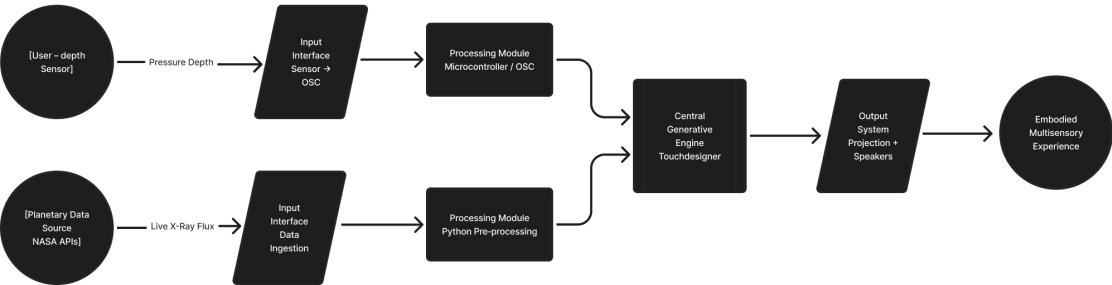 [User – depth
Sensor]
Pressure Depth
Input
Interface
Sensor →
OSC
Processing Module
Microcontroller / OSC
[Planetary Data
Source
NASA APIs]
Live X-Ray Flux
Input
Interface
Data
Ingestion
Processing Module
Python Pre-processing
Central
Generative
Engine
Touchdesigner
Output
System
Projection +
Speakers
Embodied
Multisensory
Experience